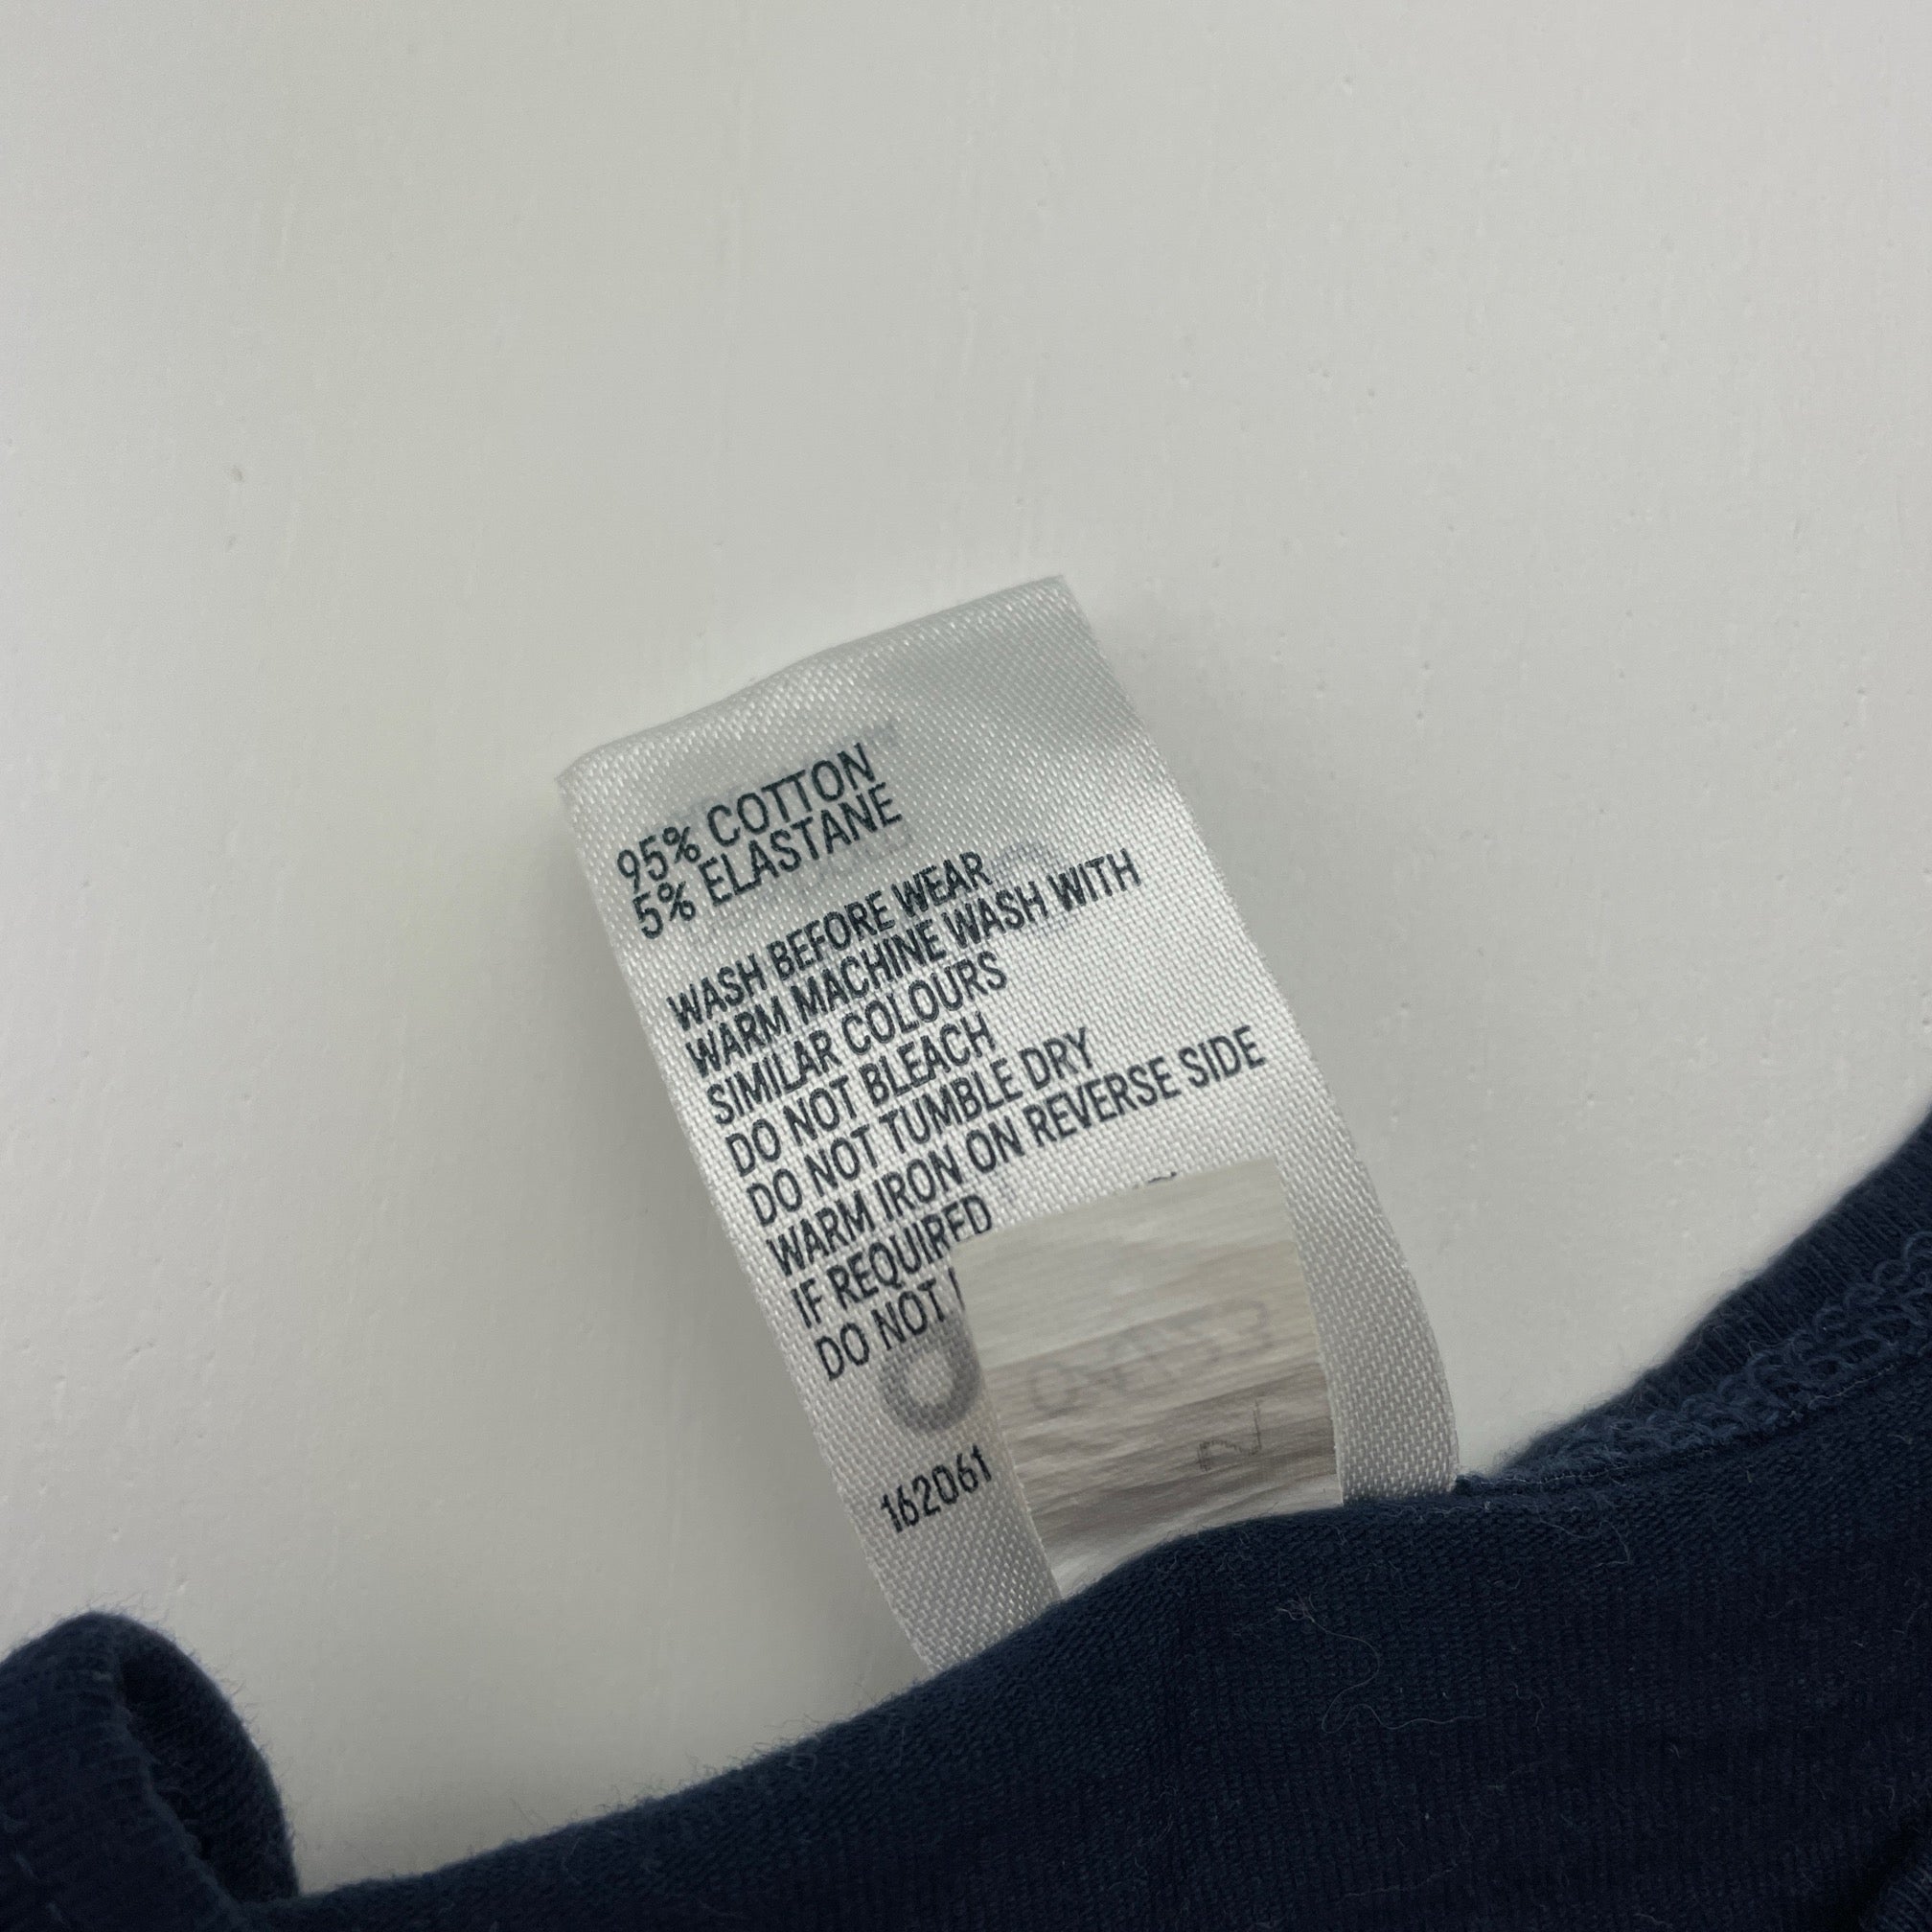 95% COTTON
5% ELASTANE
WASH BEFORE WEAR
WARM MACHINE WASH WITH
SIMILAR COLOURS
DO NOT BLEACH
DO NOT TUMBLE DRY
WARM IRON ON REVERSE SIDE
IF REQUIRED
DO NOT
162061